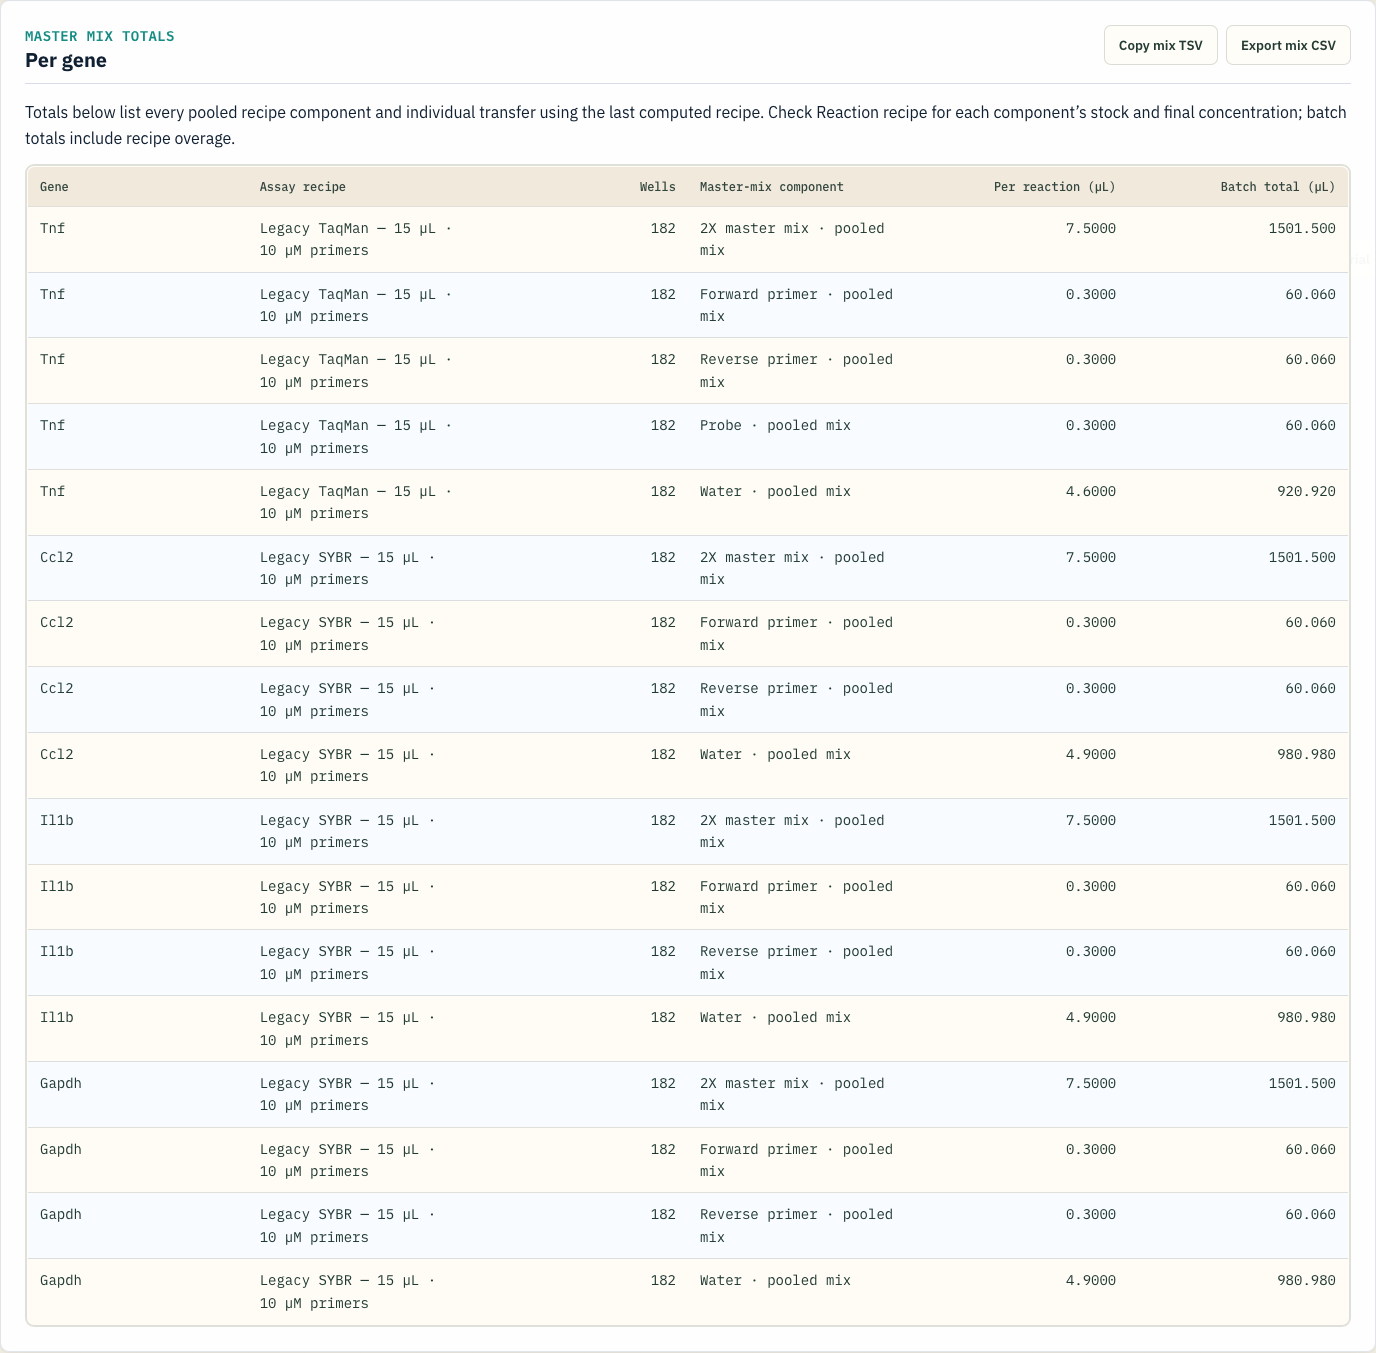 MASTER MIX TOTALS
Per gene
Copy mix TSV
Export mix CSV
Totals below list every pooled recipe component and individual transfer using the last computed recipe. Check Reaction recipe for each component’s stock and final concentration; batch
totals include recipe overage.
Gene Assay recipe Wells Master-mix component Per reaction (µL) Batch total (µL)
Tnf Legacy TaqMan — 15 µL · 182 2X master mix · pooled 7.5000 1501.500
10 µM primers mix
Tnf Legacy TaqMan — 15 µL · 182 Forward primer · pooled 0.3000 60.060
10 µM primers mix
Tnf Legacy TaqMan — 15 µL · 182 Reverse primer · pooled 0.3000 60.060
10 µM primers mix
Tnf Legacy TaqMan — 15 µL · 182 Probe · pooled mix 0.3000 60.060
10 µM primers
Tnf Legacy TaqMan — 15 µL · 182 Water · pooled mix 4.6000 920.920
10 µM primers
Ccl2 Legacy SYBR — 15 µL · 182 2X master mix · pooled 7.5000 1501.500
10 µM primers mix
Ccl2 Legacy SYBR — 15 µL · 182 Forward primer · pooled 0.3000 60.060
10 µM primers mix
Ccl2 Legacy SYBR — 15 µL · 182 Reverse primer · pooled 0.3000 60.060
10 µM primers mix
Ccl2 Legacy SYBR — 15 µL · 182 Water · pooled mix 4.9000 980.980
10 µM primers
Il1b Legacy SYBR — 15 µL · 182 2X master mix · pooled 7.5000 1501.500
10 µM primers mix
Il1b Legacy SYBR — 15 µL · 182 Forward primer · pooled 0.3000 60.060
10 µM primers mix
Il1b Legacy SYBR — 15 µL · 182 Reverse primer · pooled 0.3000 60.060
10 µM primers mix
Il1b Legacy SYBR — 15 µL · 182 Water · pooled mix 4.9000 980.980
10 µM primers
Gapdh Legacy SYBR — 15 µL · 182 2X master mix · pooled 7.5000 1501.500
10 µM primers mix
Gapdh Legacy SYBR — 15 µL · 182 Forward primer · pooled 0.3000 60.060
10 µM primers mix
Gapdh Legacy SYBR — 15 µL · 182 Reverse primer · pooled 0.3000 60.060
10 µM primers mix
Gapdh Legacy SYBR — 15 µL · 182 Water · pooled mix 4.9000 980.980
10 µM primers